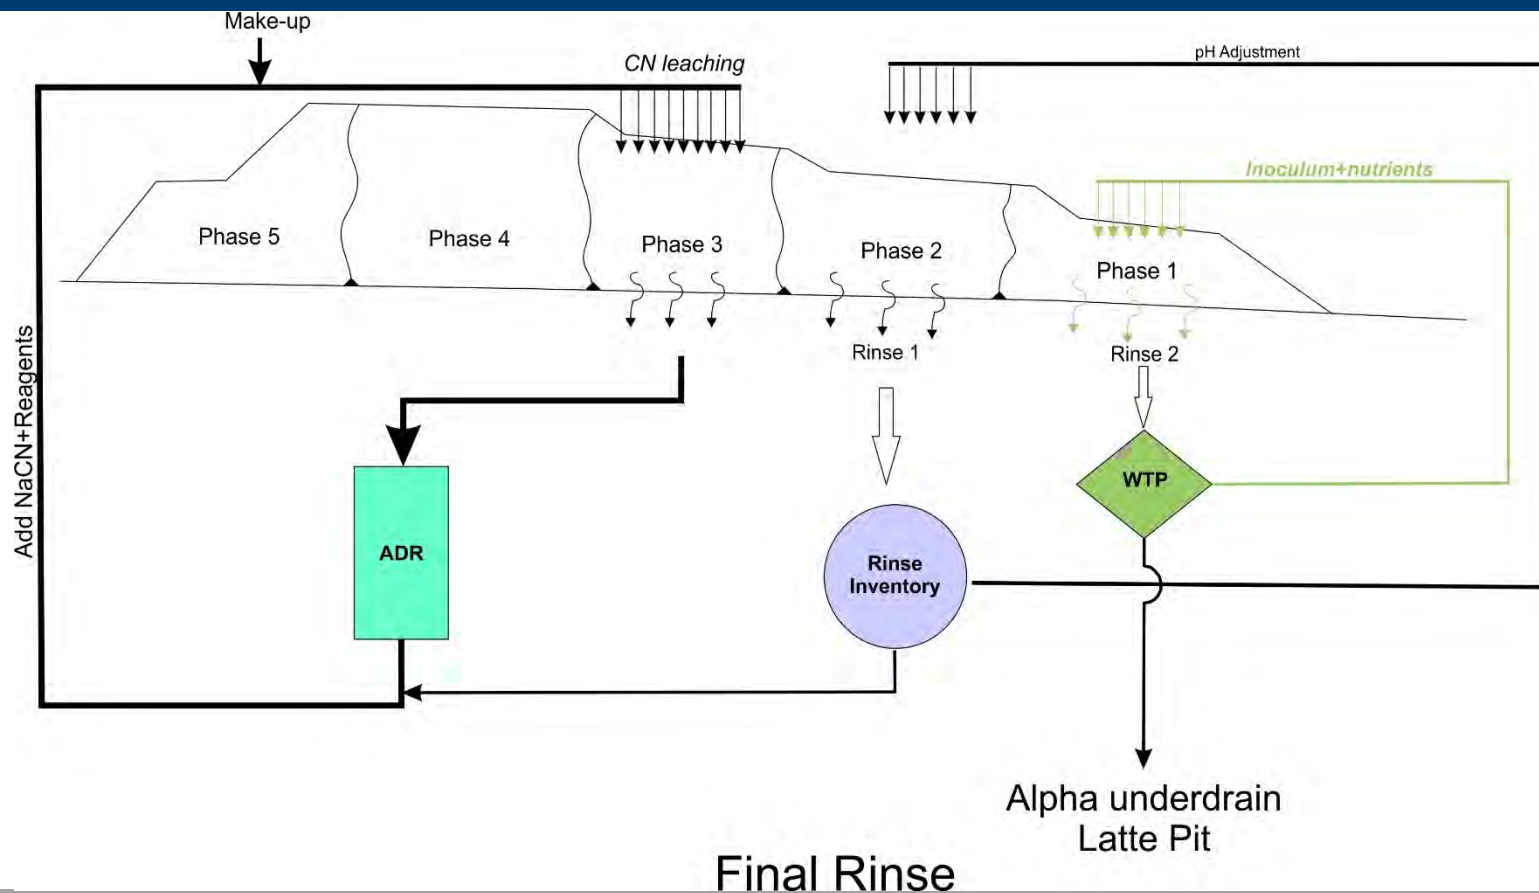 Make-up
CN leaching
pH Adjustment
Inoculum+nutrients
Phase 5
Phase 4
Phase 3
Phase 2
Phase 1
Rinse 1
Rinse 2
Add NaCN+Reagents
WTP
ADR
Rinse
Inventory
Alpha underdrain
Latte Pit
Final Rinse